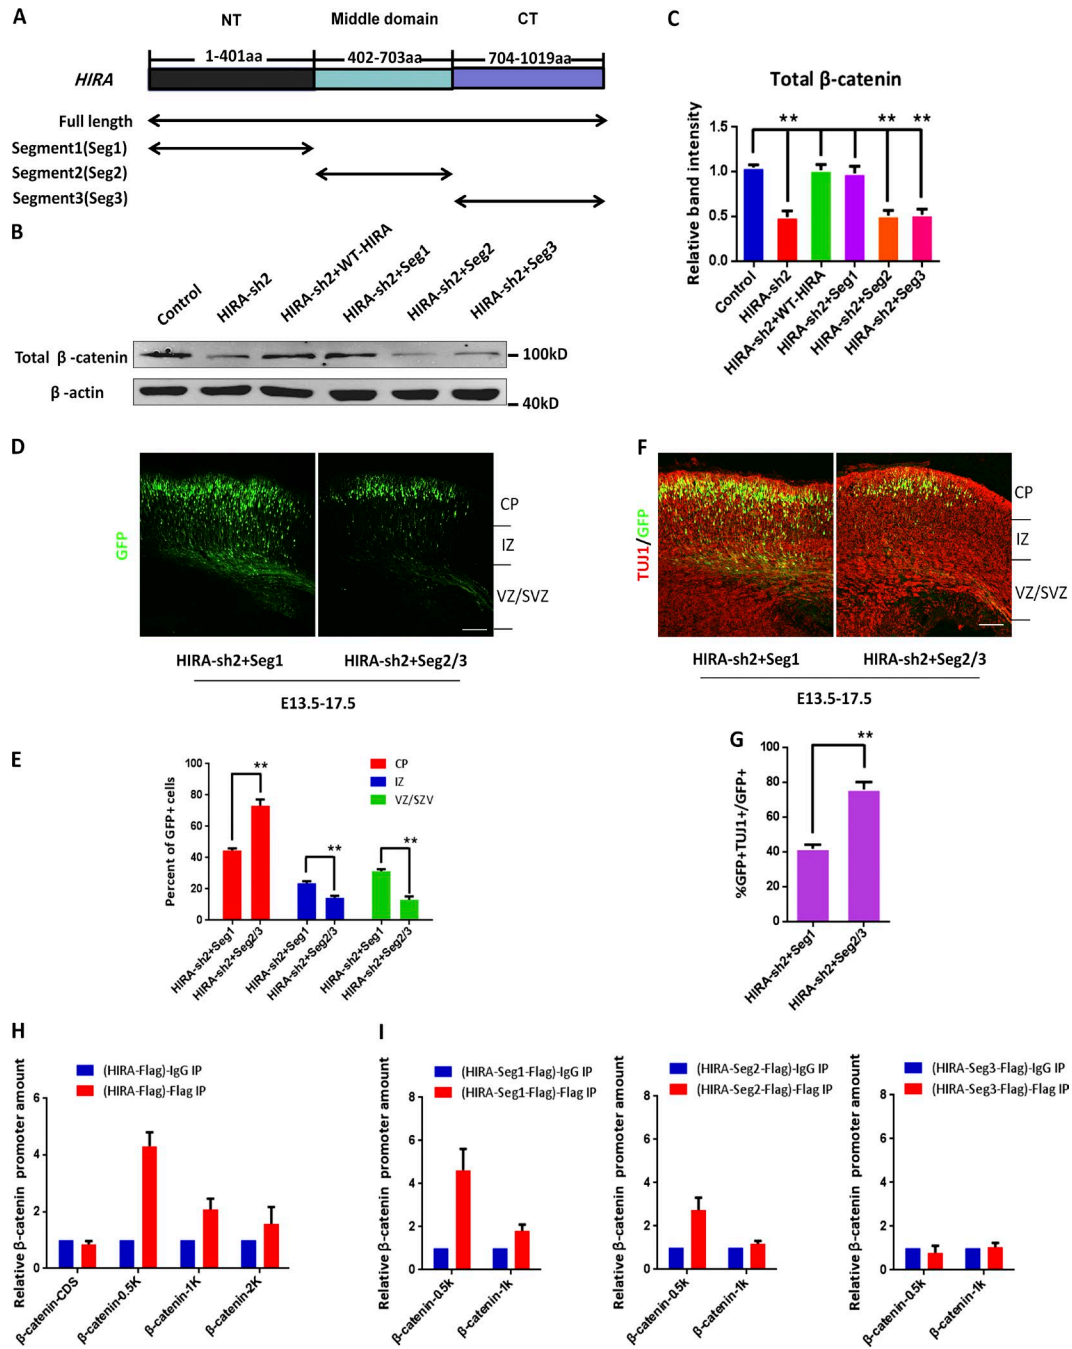 A
NT
Middle domain
CT
1-401aa
402-703aa
704-1019aa
HIRA
Full length
Segment1(Seg1)
Segment2(Seg2)
Segment3(Seg3)
B
Control
HIRA-sh2
HIRA-sh2+WT-HIRA
HIRA-sh2+Seg1
HIRA-sh2+Seg2
HIRA-sh2+Seg3
Total β -catenin
100kD
β -actin
40kD
C
Total β-catenin
Relative band intensity
1.5
1.0
0.5
0.0
** ** **
Control
HIRA-sh2
HIRA-sh2+WT-HIRA
HIRA-sh2+Seg1
HIRA-sh2+Seg2
HIRA-sh2+Seg3
D
GFP
CP
IZ
VZ/SVZ
HIRA-sh2+Seg1
HIRA-sh2+Seg2/3
E13.5-17.5
F
TUJ1/GFP
CP
IZ
VZ/SVZ
HIRA-sh2+Seg1
HIRA-sh2+Seg2/3
E13.5-17.5
E
Percent of GFP+ cells
100
80
60
40
20
0
**
**
**
CP
IZ
VZ/SZV
HIRA-sh2+Seg1
HIRA-sh2+Seg2/3
HIRA-sh2+Seg1
HIRA-sh2+Seg2/3
HIRA-sh2+Seg1
HIRA-sh2+Seg2/3
G
%GFP+TUJ1+/GFP+
100
80
60
40
20
0
**
HIRA-sh2+Seg1
HIRA-sh2+Seg2/3
H
(HIRA-Flag)-IgG IP
(HIRA-Flag)-Flag IP
Relative β-catenin promoter amount
6
4
2
0
β-catenin-CDS
β-catenin-0.5K
β-catenin-1K
β-catenin-2K
I
(HIRA-Seg1-Flag)-IgG IP
(HIRA-Seg1-Flag)-Flag IP
Relative β-catenin promoter amount
8
6
4
2
0
β-catenin-0.5k
β-catenin-1k
(HIRA-Seg2-Flag)-IgG IP
(HIRA-Seg2-Flag)-Flag IP
Relative β-catenin promoter amount
8
6
4
2
0
β-catenin-0.5k
β-catenin-1k
(HIRA-Seg3-Flag)-IgG IP
(HIRA-Seg3-Flag)-Flag IP
Relative β-catenin promoter amount
8
6
4
2
0
β-catenin-0.5k
β-catenin-1k